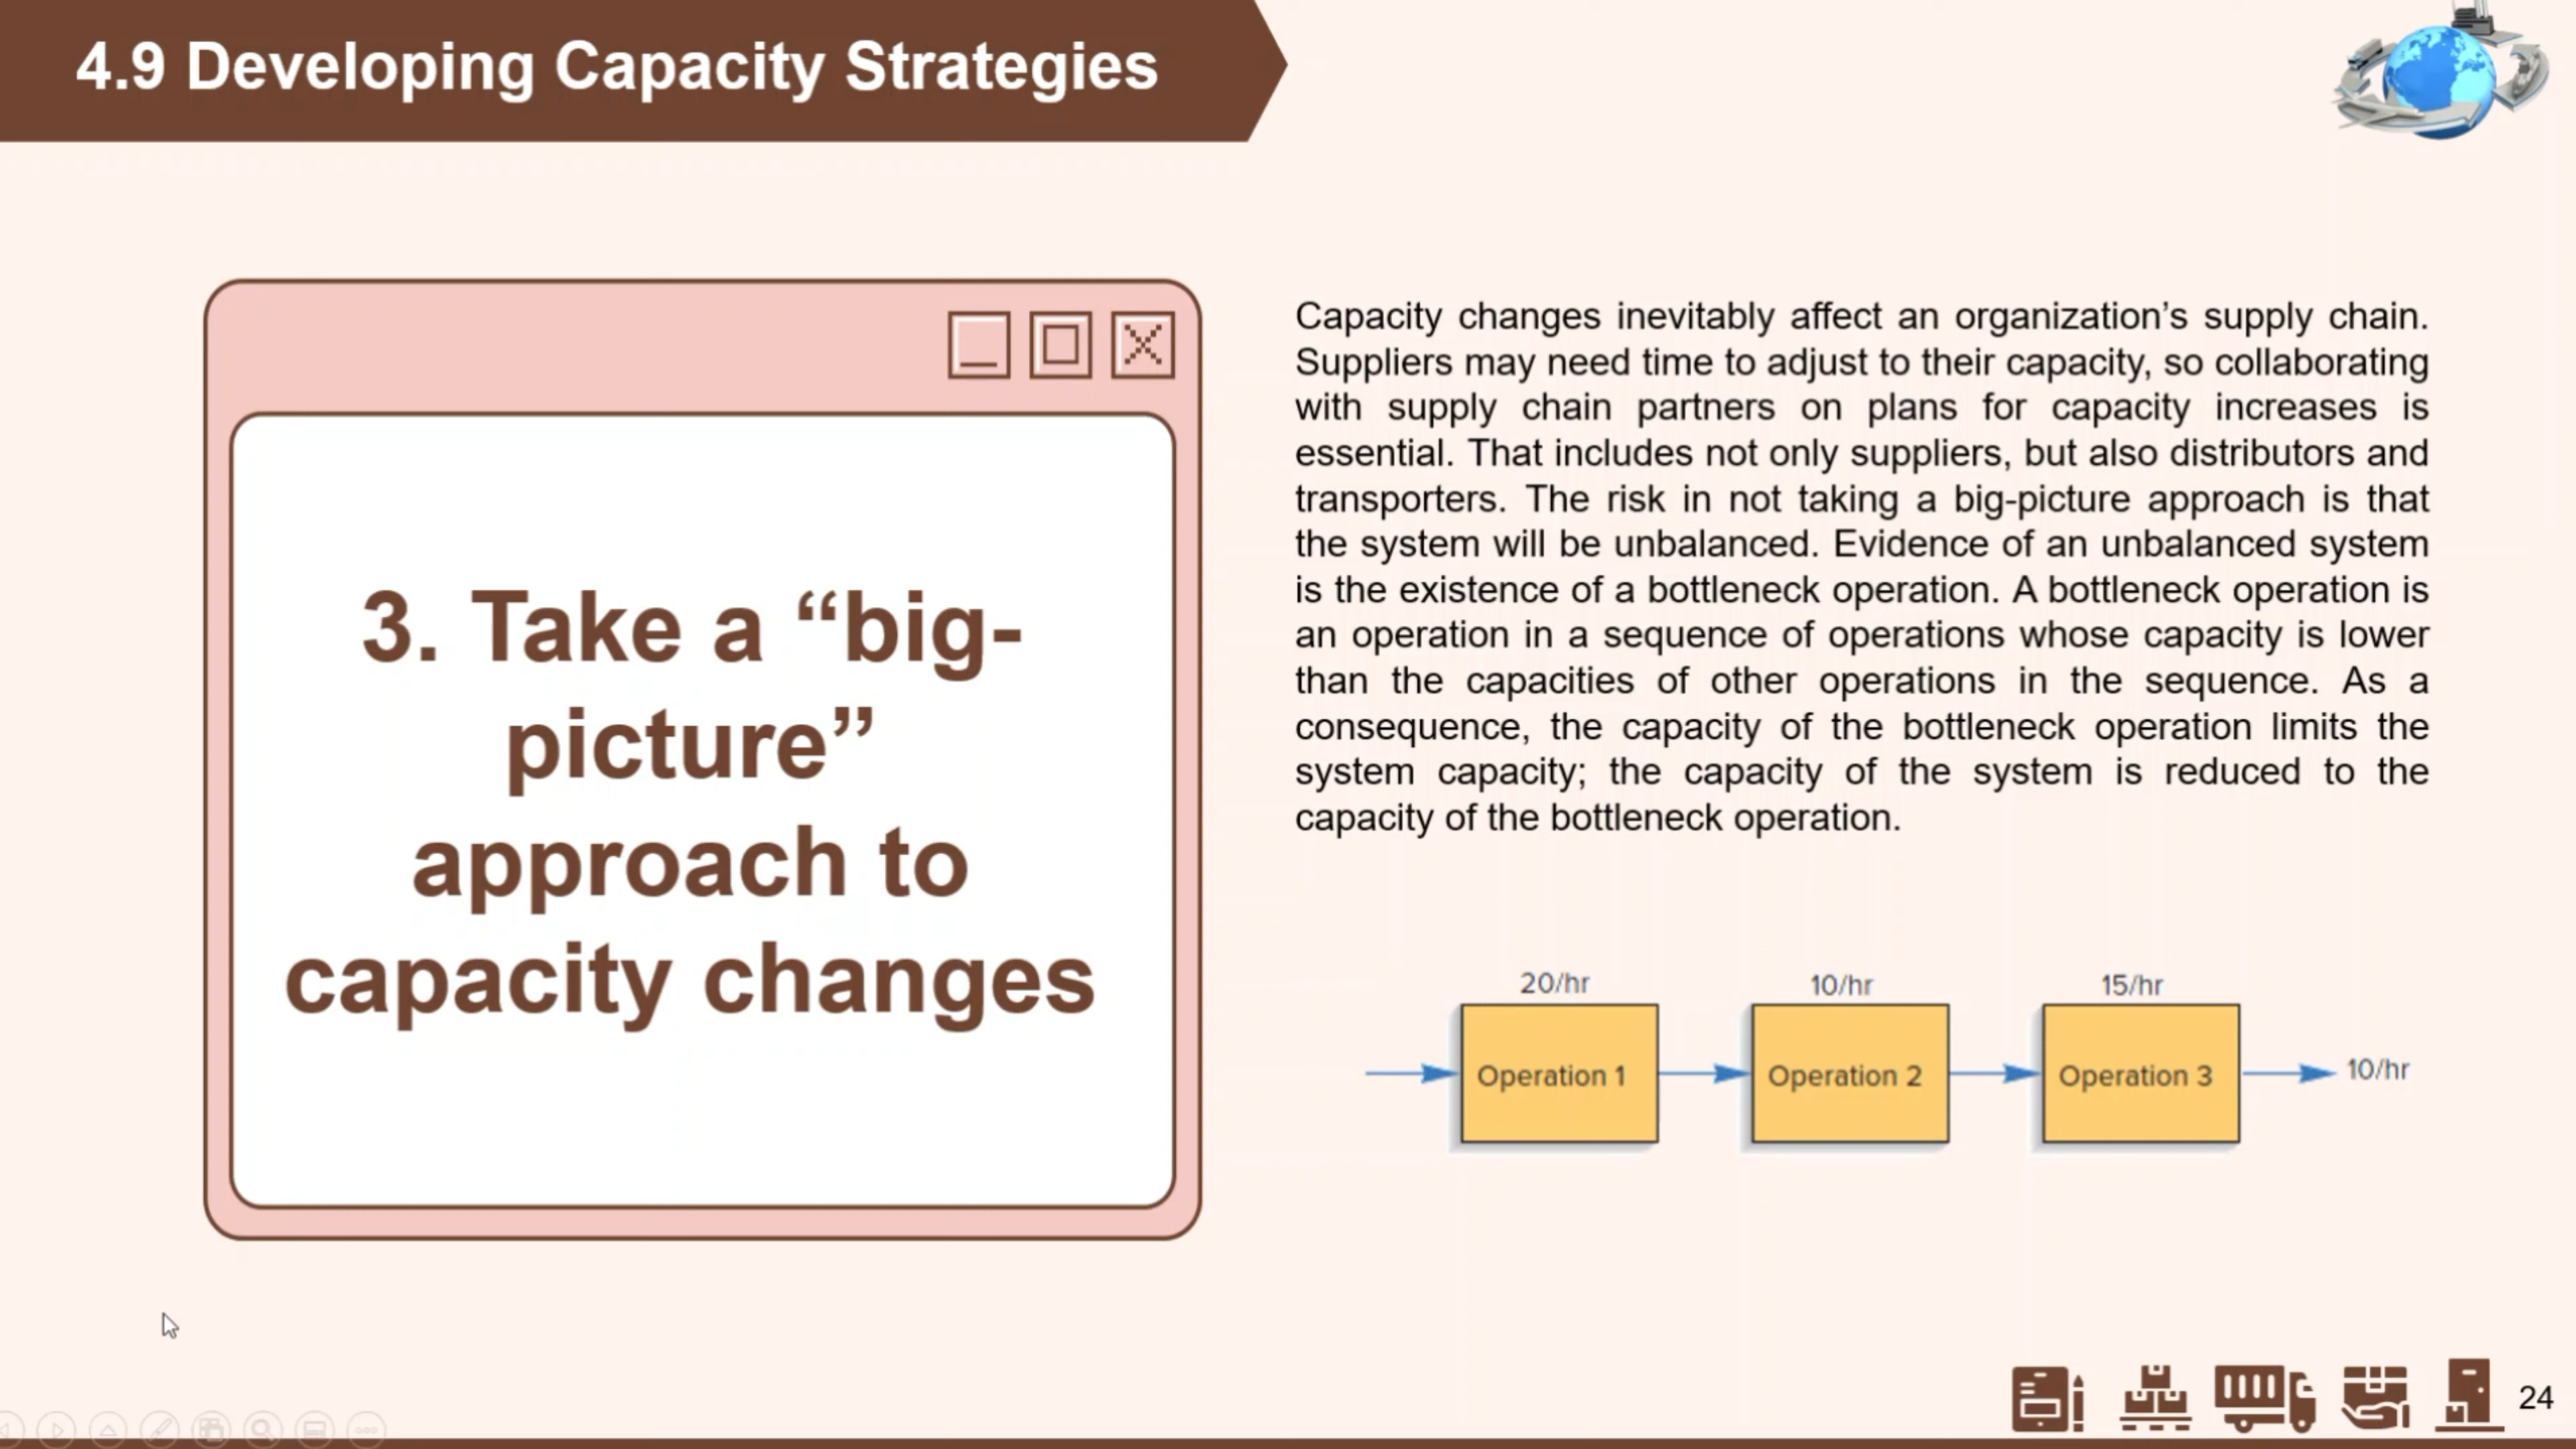 4.9 Developing Capacity Strategies
3. Take a “big-
picture”
approach to
capacity changes
Capacity changes inevitably affect an organization’s supply chain.
Suppliers may need time to adjust to their capacity, so collaborating
with supply chain partners on plans for capacity increases is
essential. That includes not only suppliers, but also distributors and
transporters. The risk in not taking a big-picture approach is that
the system will be unbalanced. Evidence of an unbalanced system
is the existence of a bottleneck operation. A bottleneck operation is
an operation in a sequence of operations whose capacity is lower
than the capacities of other operations in the sequence. As a
consequence, the capacity of the bottleneck operation limits the
system capacity; the capacity of the system is reduced to the
capacity of the bottleneck operation.
20/hr 10/hr 15/hr
Operation 1 Operation 2 Operation 3 10/hr
24